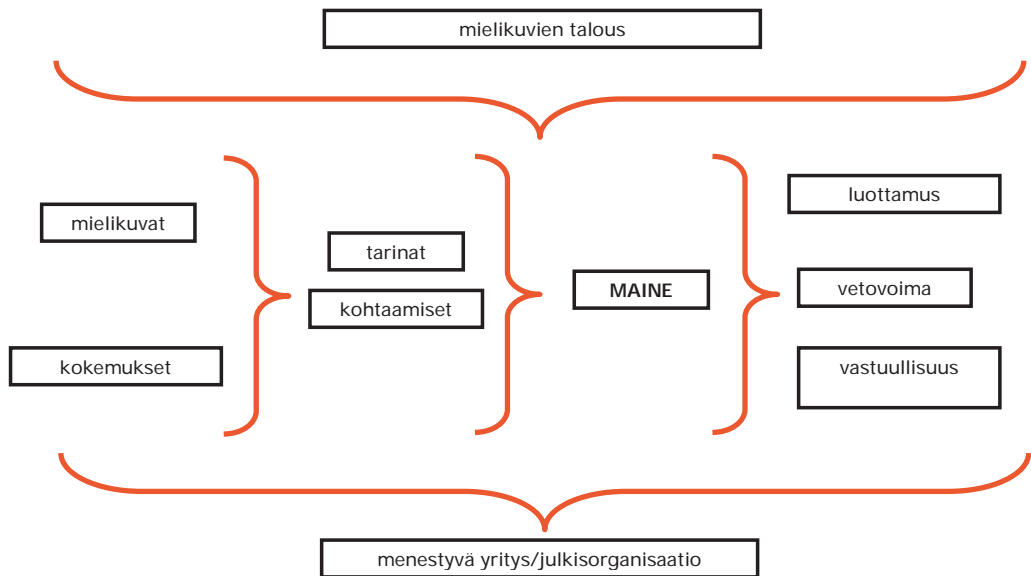 mielikuvien talous
mielikuvat
kokemukset
tarinat
kohtaamiset
MAINE
luottamus
vetovoima
vastuullisuus
menestyvä yritys/julkisorganisaatio